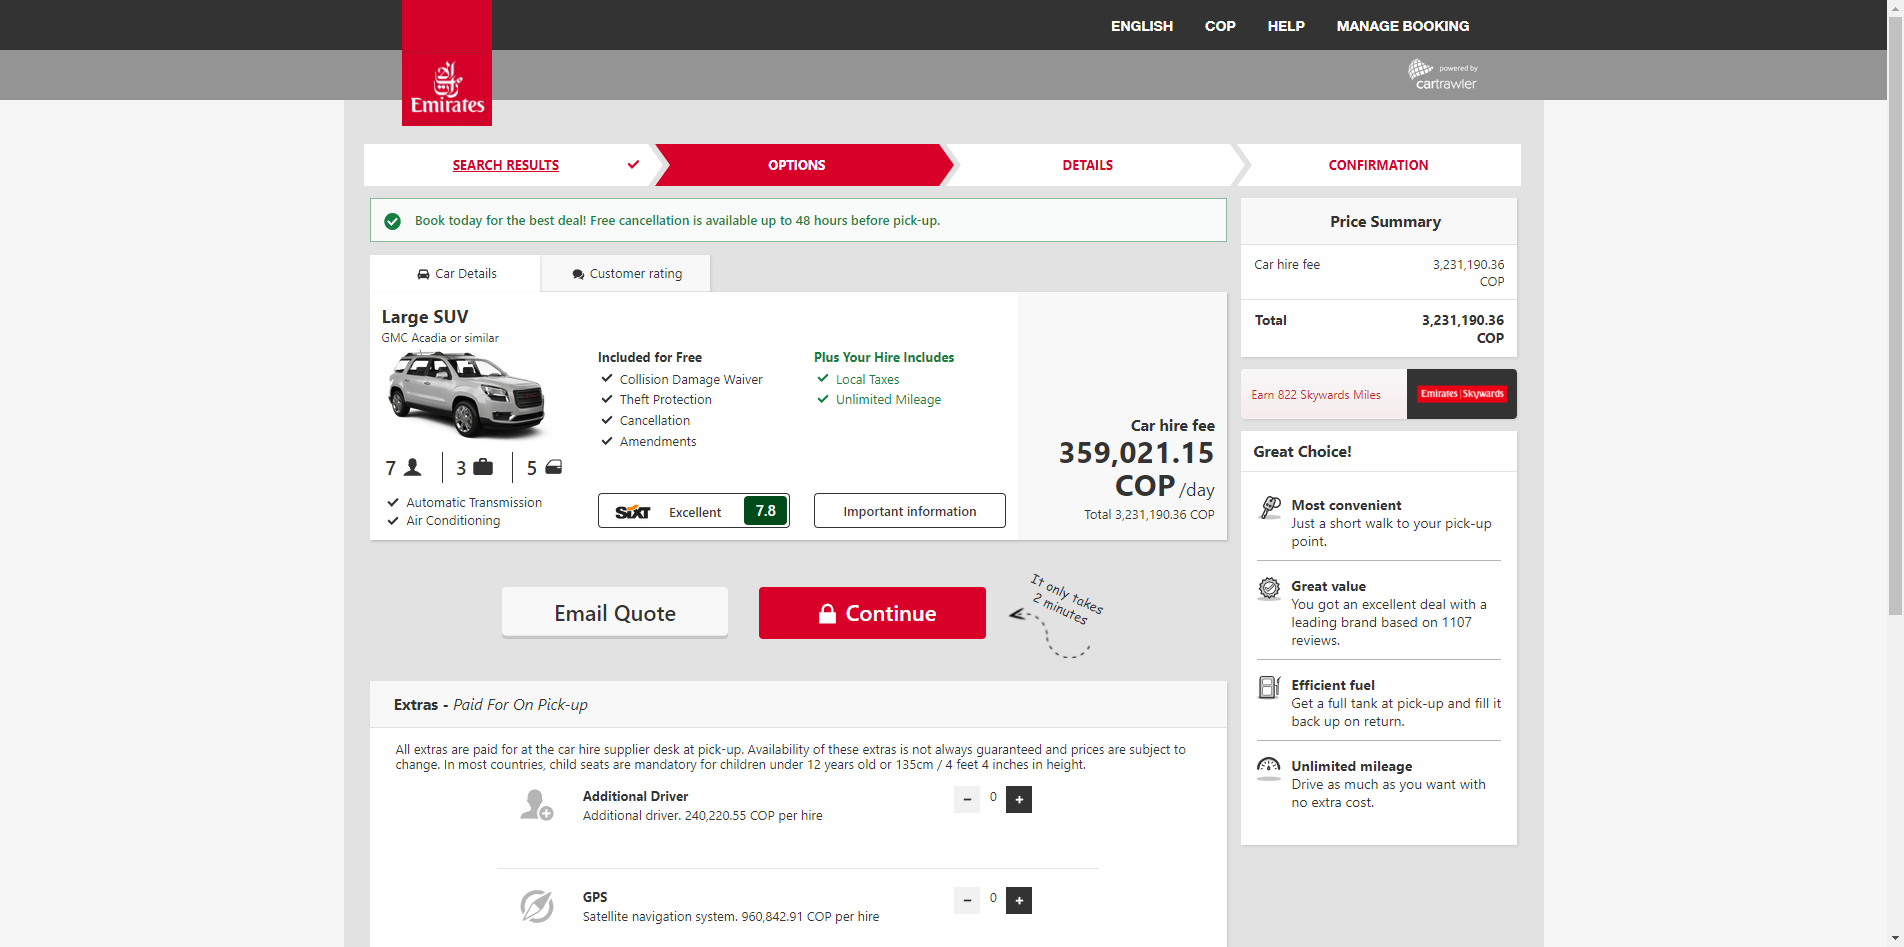 ENGLISH
COP
HELP
MANAGE BOOKING
Emirates
powered by
cartrawler
SEARCH RESULTS
OPTIONS
DETAILS
CONFIRMATION
Book today for the best deal! Free cancellation is available up to 48 hours before pick-up.
Car Details
Customer rating
Large SUV
GMC Acadia or similar
7
3
5
Automatic Transmission
Air Conditioning
Included for Free
Collision Damage Waiver
Theft Protection
Cancellation
Amendments
SIXT
Excellent
7.8
Plus Your Hire Includes
Local Taxes
Unlimited Mileage
Important information
Car hire fee
359,021.15
COP /day
Total 3,231,190.36 COP
Email Quote
Continue
It only takes
2 minutes
Extras - Paid For On Pick-up
All extras are paid for at the car hire supplier desk at pick-up. Availability of these extras is not always guaranteed and prices are subject to
change. In most countries, child seats are mandatory for children under 12 years old or 135cm / 4 feet 4 inches in height.
Additional Driver
Additional driver. 240,220.55 COP per hire
- 0 +
GPS
Satellite navigation system. 960,842.91 COP per hire
- 0 +
Price Summary
Car hire fee
3,231,190.36
COP
Total
3,231,190.36
COP
Earn 822 Skywards Miles
Emirates | Skywards
Great Choice!
Most convenient
Just a short walk to your pick-up
point.
Great value
You got an excellent deal with a
leading brand based on 1107
reviews.
Efficient fuel
Get a full tank at pick-up and fill it
back up on return.
Unlimited mileage
Drive as much as you want with
no extra cost.